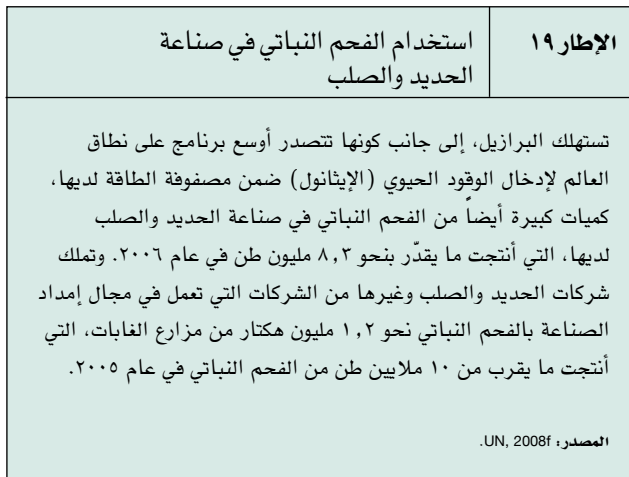 الإطار ١٩
استخدام الفحم النباتي في صناعة
الحديد والصلب
تستهلك البرازيل، إلى جانب كونها تتصدر أوسع برنامج على نطاق
العالم لإدخال الوقود الحيوي (الإيثانول) ضمن مصفوفة الطاقة لديها،
كميات كبيرة أيضاً من الفحم النباتي في صناعة الحديد والصلب
لديها، التي أنتجت ما يقدّر بنحو ٨,٣ مليون طن في عام ٢٠٠٦. وتملك
شركات الحديد والصلب وغيرها من الشركات التي تعمل في مجال إمداد
الصناعة بالفحم النباتي نحو ١,٢ مليون هكتار من مزارع الغابات، التي
أنتجت ما يقرب من ١٠ ملايين طن من الفحم النباتي في عام ٢٠٠٥.
المصدر: UN, 2008f.